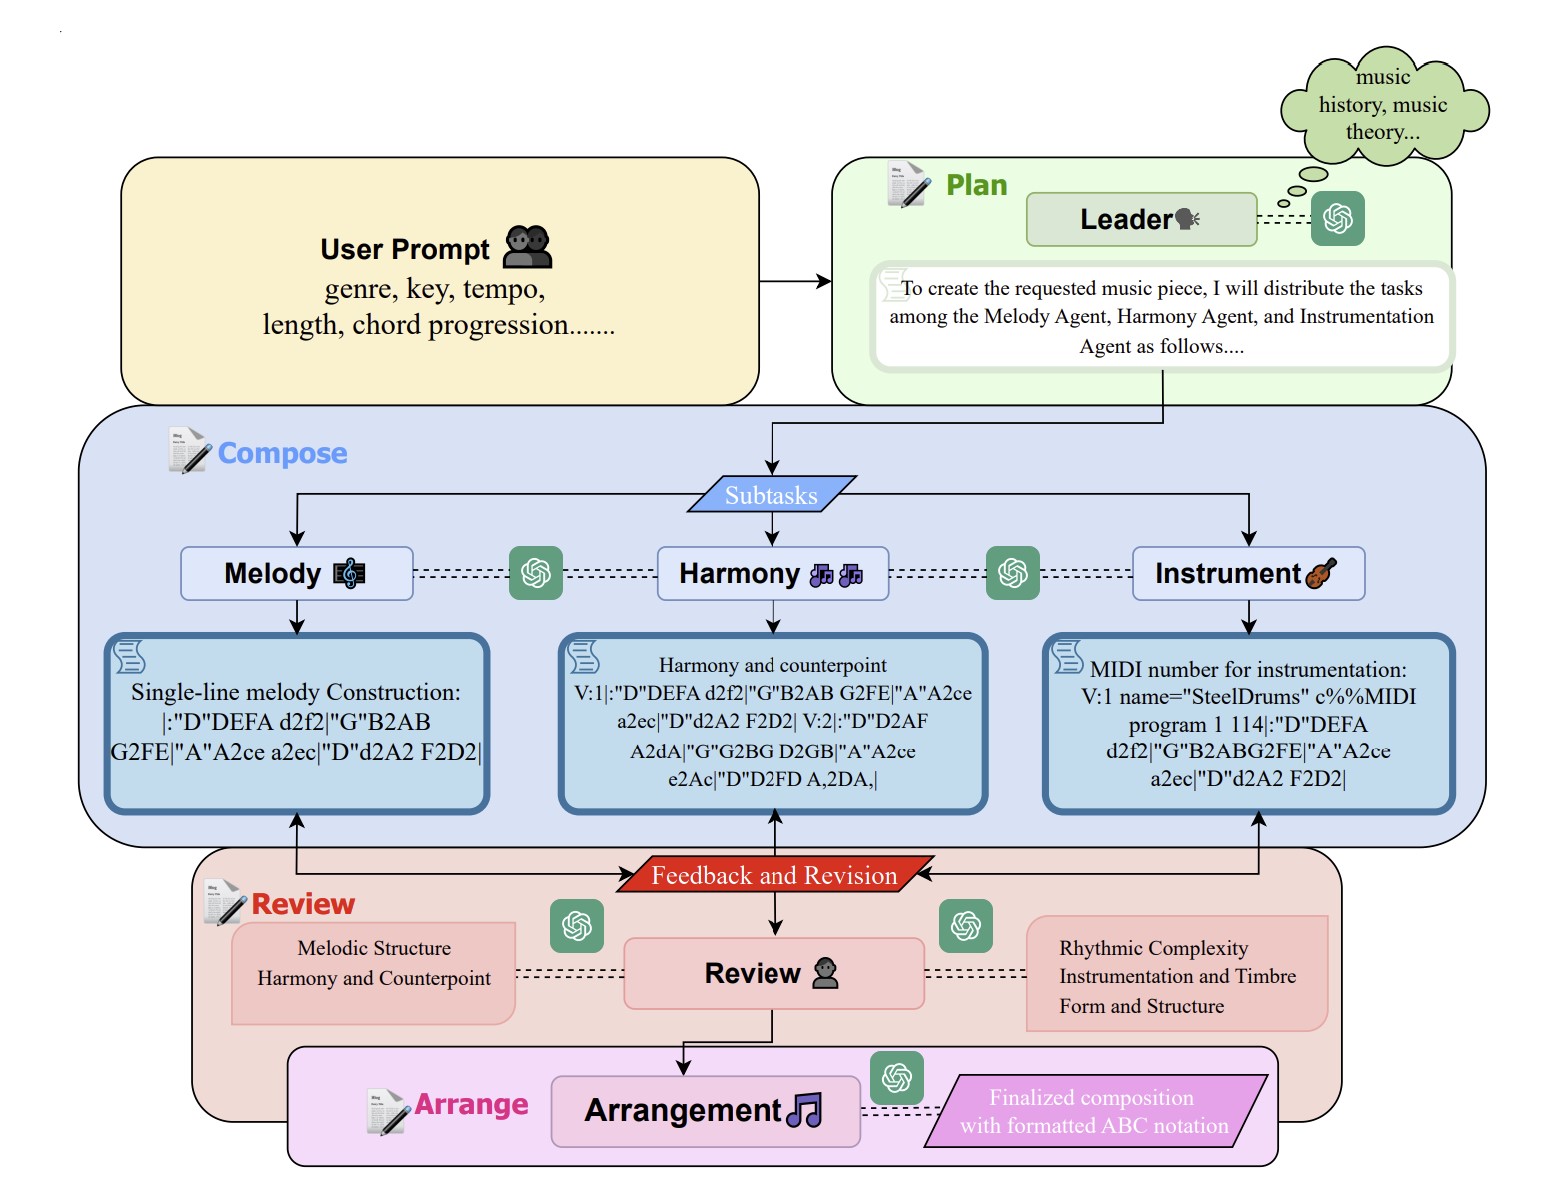 music
history, music
theory...
Plan
Leader
User Prompt
genre, key, tempo,
length, chord progression.......
To create the requested music piece, I will distribute the tasks
among the Melody Agent, Harmony Agent, and Instrumentation
Agent as follows....
Compose
Subtasks
Melody
Harmony
Instrument
Single-line melody Construction:
|:"D"DEFA d2f2|"G"B2AB
G2FE|"A"A2ce a2ec|"D"d2A2 F2D2|
Harmony and counterpoint
V:1|:"D"DEFA d2f2|"G"B2AB G2FE|"A"A2ce
a2ec|"D"d2A2 F2D2| V:2|:"D"D2AF
A2dA|"G"G2BG D2GB|"A"A2ce
e2Ac|"D"D2FD A,2DA,|
MIDI number for instrumentation:
V:1 name="SteelDrums" c%%MIDI
program 1 114|:"D"DEFA
d2f2|"G"B2ABG2FE|"A"A2ce
a2ec|"D"d2A2 F2D2|
Feedback and Revision
Review
Melodic Structure
Harmony and Counterpoint
Review
Rhythmic Complexity
Instrumentation and Timbre
Form and Structure
Arrange
Arrangement
Finalized composition
with formatted ABC notation